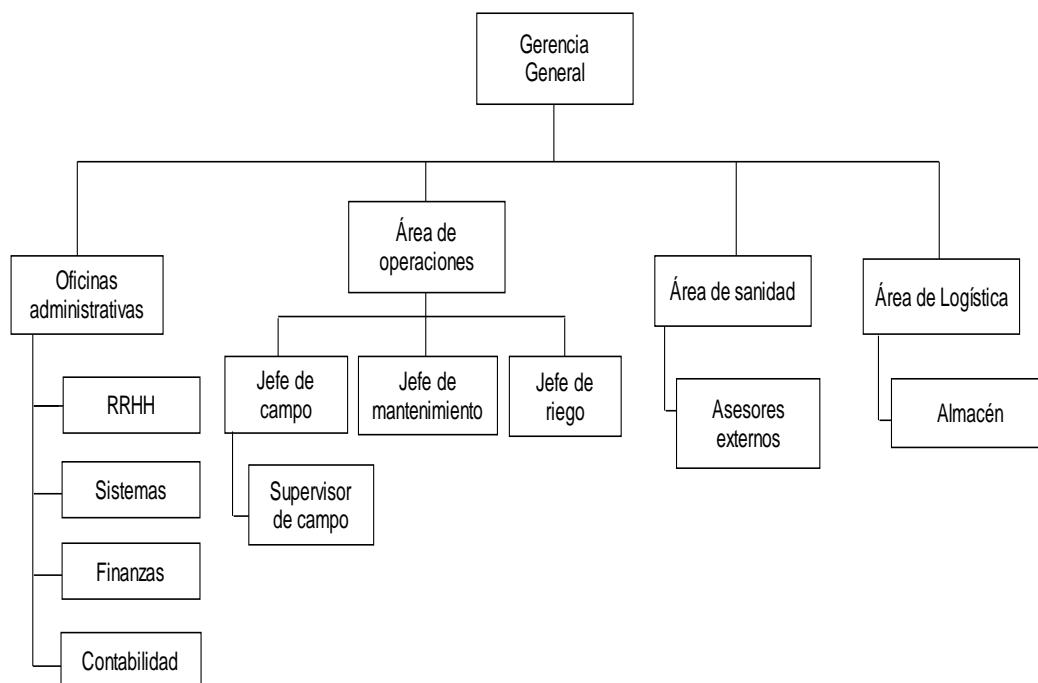 Gerencia
General
Área de
operaciones
Oficinas
administrativas
Área de sanidad
Área de Logística
Jefe de
campo
Jefe de
mantenimiento
Jefe de
riego
RRHH
Asesores
externos
Almacén
Sistemas
Supervisor
de campo
Finanzas
Contabilidad